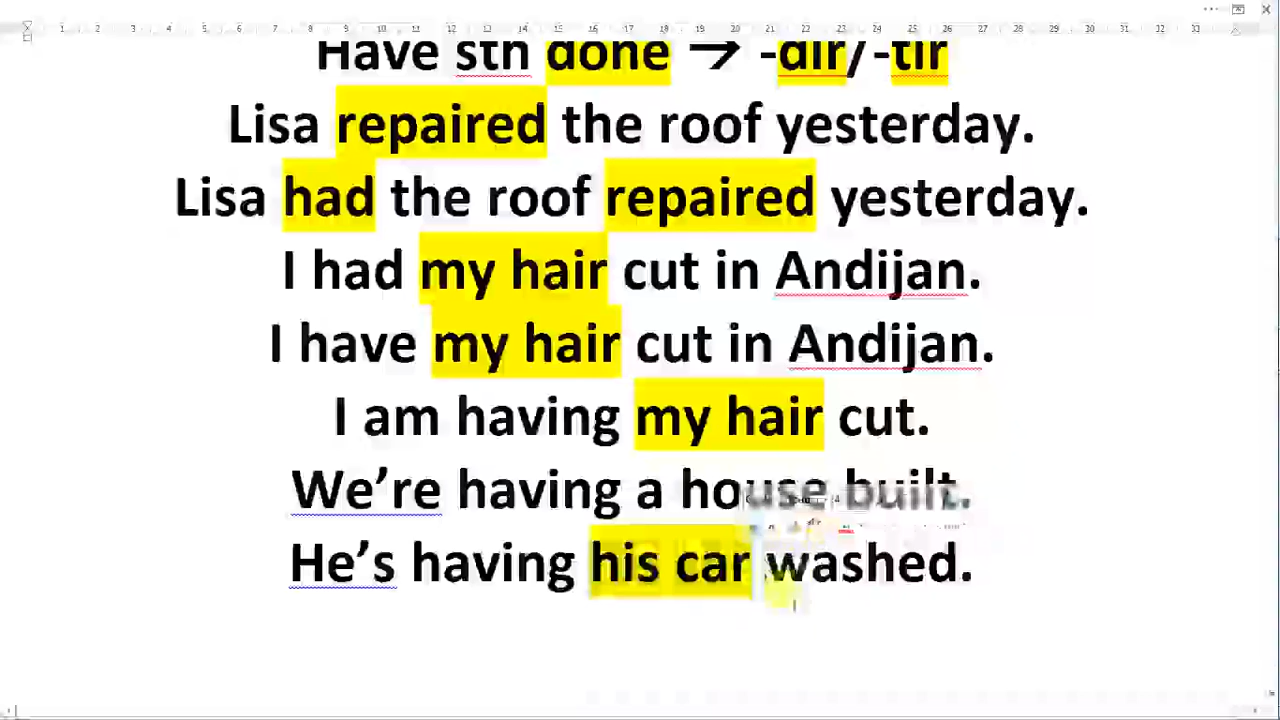 Have sth done → -dir/-tir
Lisa repaired the roof yesterday.
Lisa had the roof repaired yesterday.
I had my hair cut in Andijan.
I have my hair cut in Andijan.
I am having my hair cut.
We’re having a house built.
He’s having his car washed.